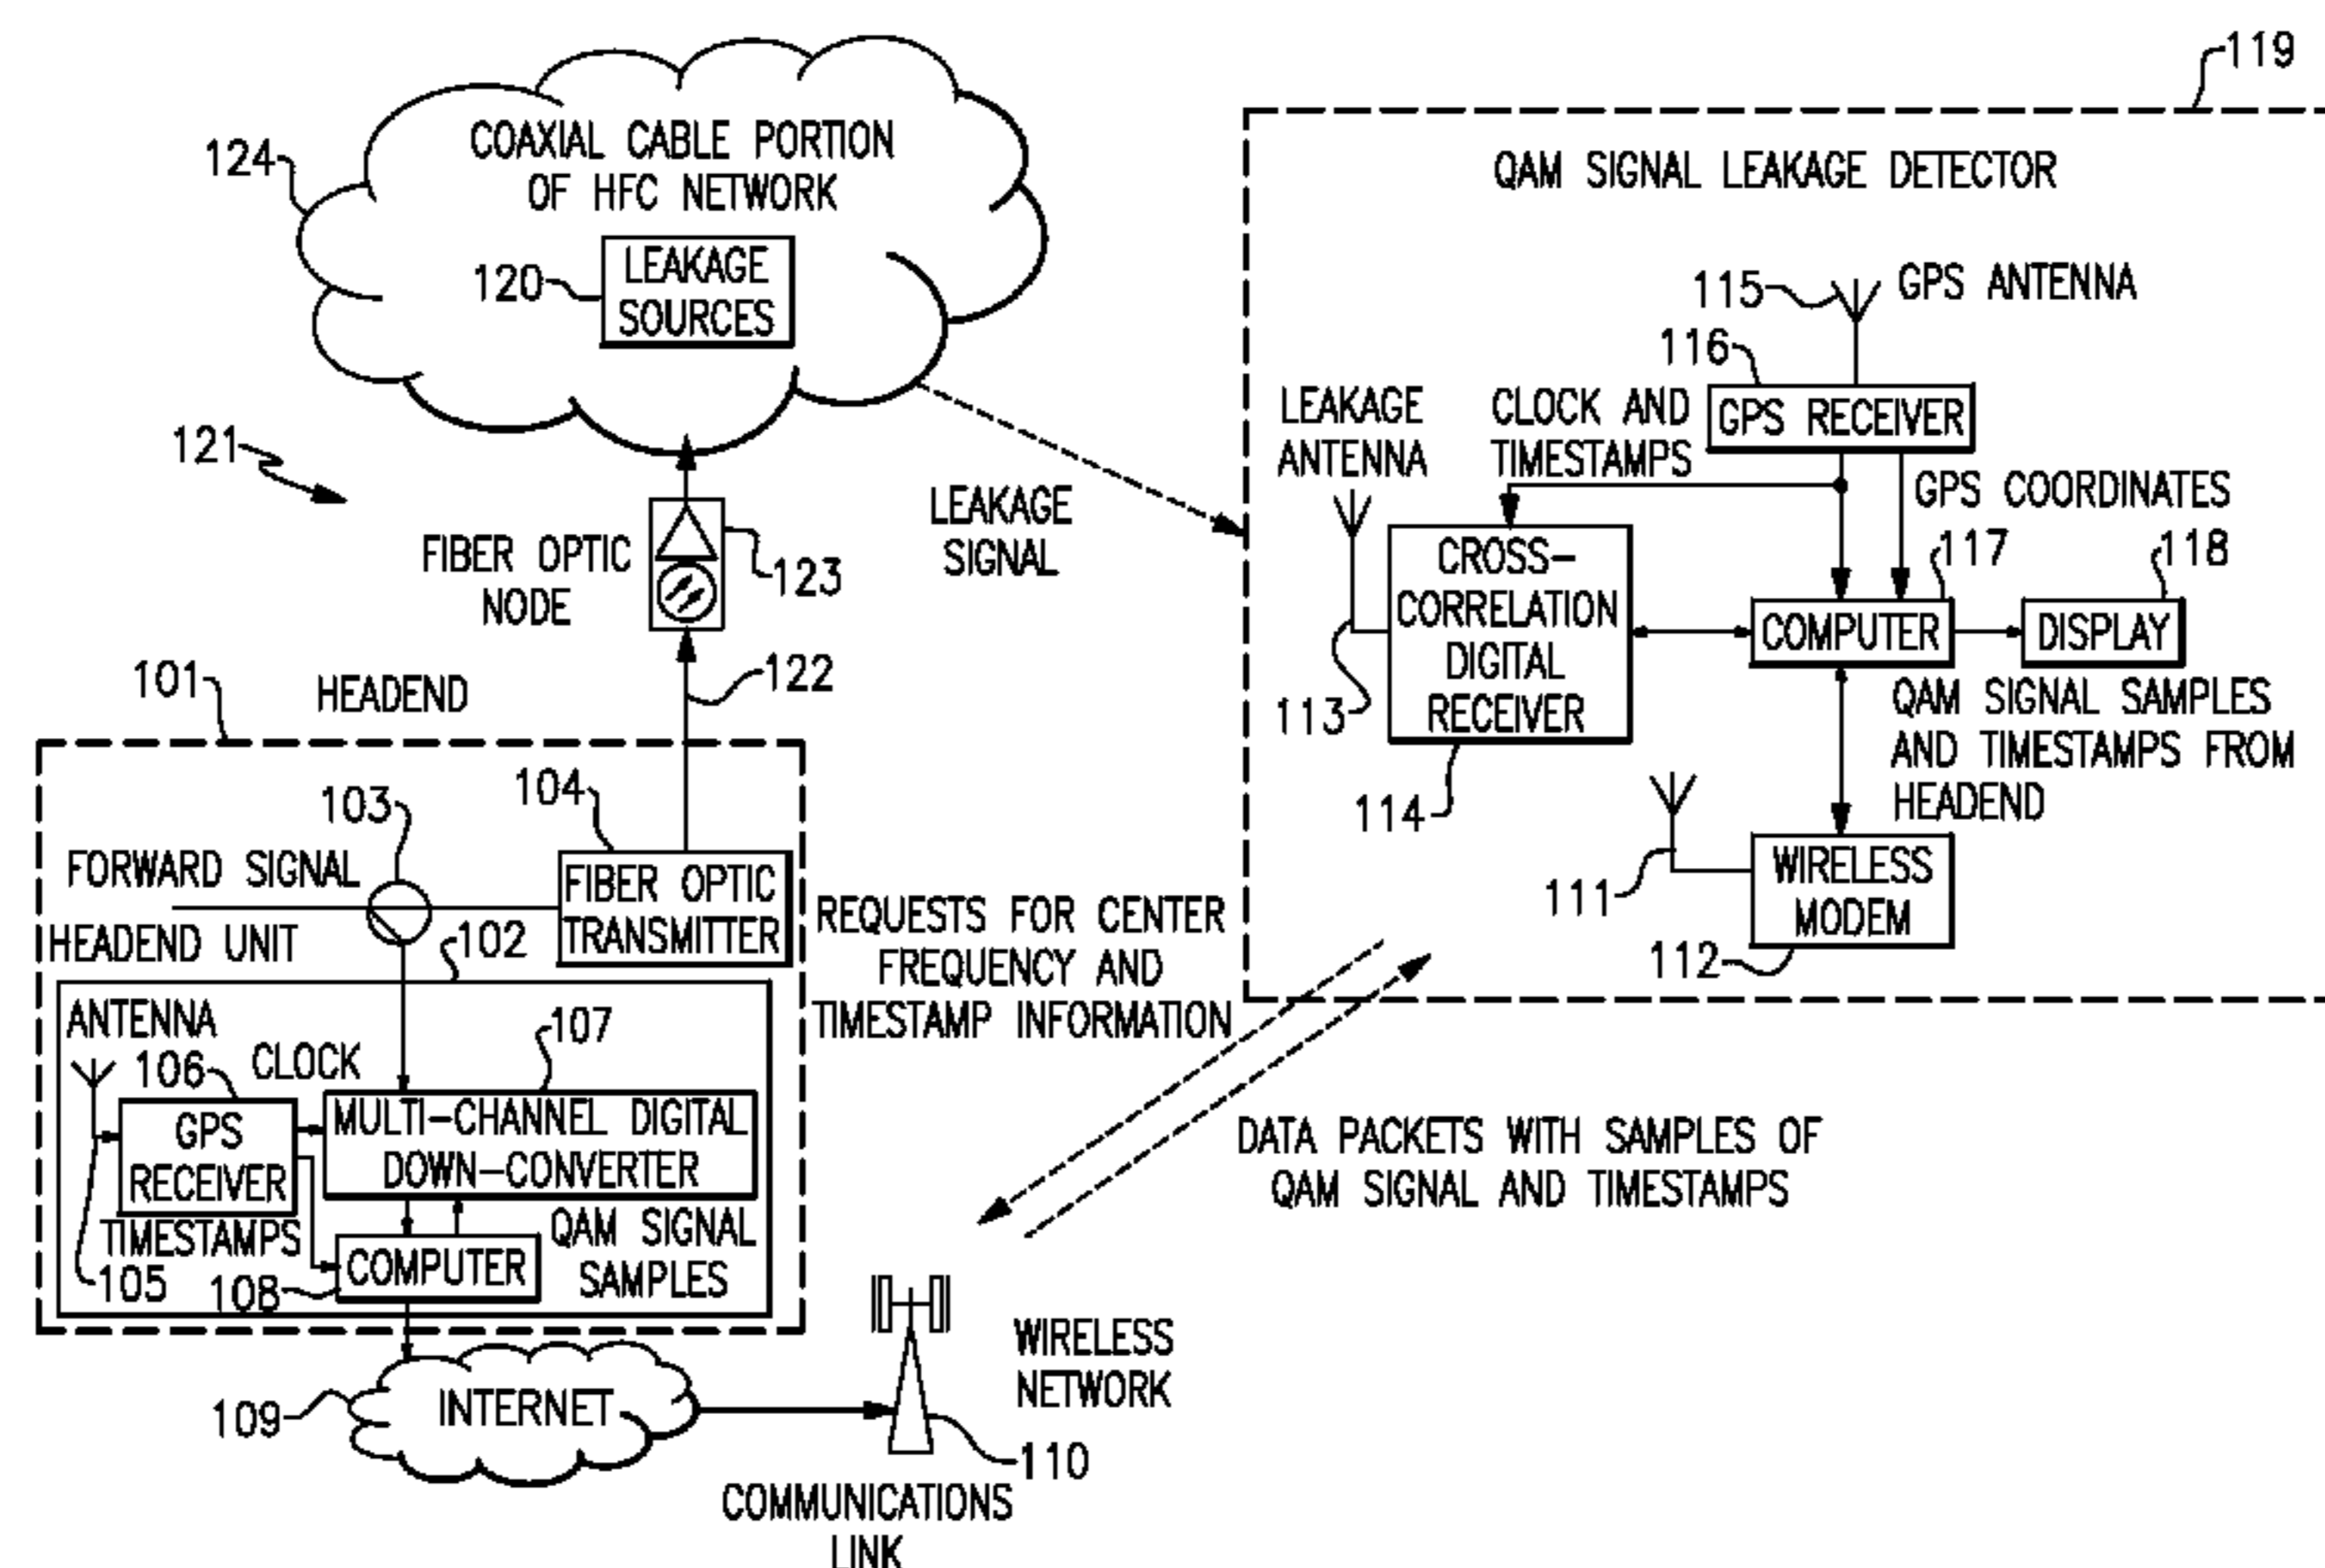 119
COAXIAL CABLE PORTION
OF HFC NETWORK
124
QAM SIGNAL LEAKAGE DETECTOR
120
LEAKAGE
SOURCES
115
GPS ANTENNA
116
GPS RECEIVER
LEAKAGE
ANTENNA
CLOCK AND
TIMESTAMPS
121
GPS COORDINATES
LEAKAGE
SIGNAL
FIBER OPTIC
NODE
123
CROSS-
CORRELATION
DIGITAL
RECEIVER
117
118
COMPUTER
DISPLAY
113
114
QAM SIGNAL SAMPLES
AND TIMESTAMPS FROM
HEADEND
122
101
HEADEND
103
104
FORWARD SIGNAL
FIBER OPTIC
TRANSMITTER
111
WIRELESS
MODEM
112
HEADEND UNIT
102
REQUESTS FOR CENTER
FREQUENCY AND
TIMESTAMP INFORMATION
ANTENNA
106
CLOCK
107
GPS
RECEIVER
MULTI-CHANNEL DIGITAL
DOWN-CONVERTER
DATA PACKETS WITH SAMPLES OF
QAM SIGNAL AND TIMESTAMPS
TIMESTAMPS
105
108
COMPUTER
QAM SIGNAL
SAMPLES
109
INTERNET
WIRELESS
NETWORK
110
COMMUNICATIONS
LINK